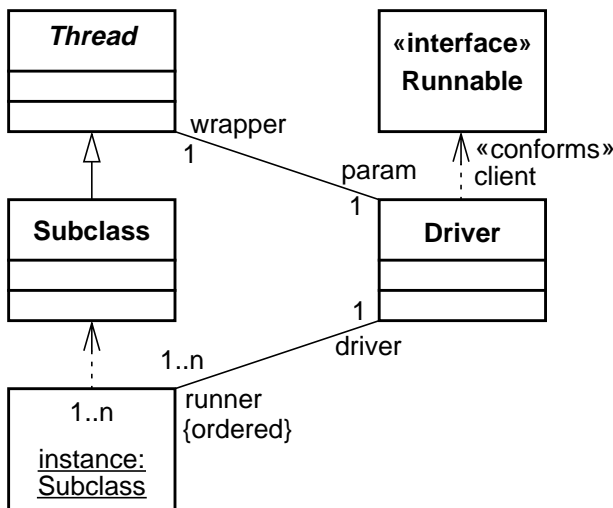 Thread
«interface»
Runnable
wrapper
1
«conforms»
client
param
1
Subclass
Driver
1
driver
1..n
runner
{ordered}
1..n
instance:
Subclass